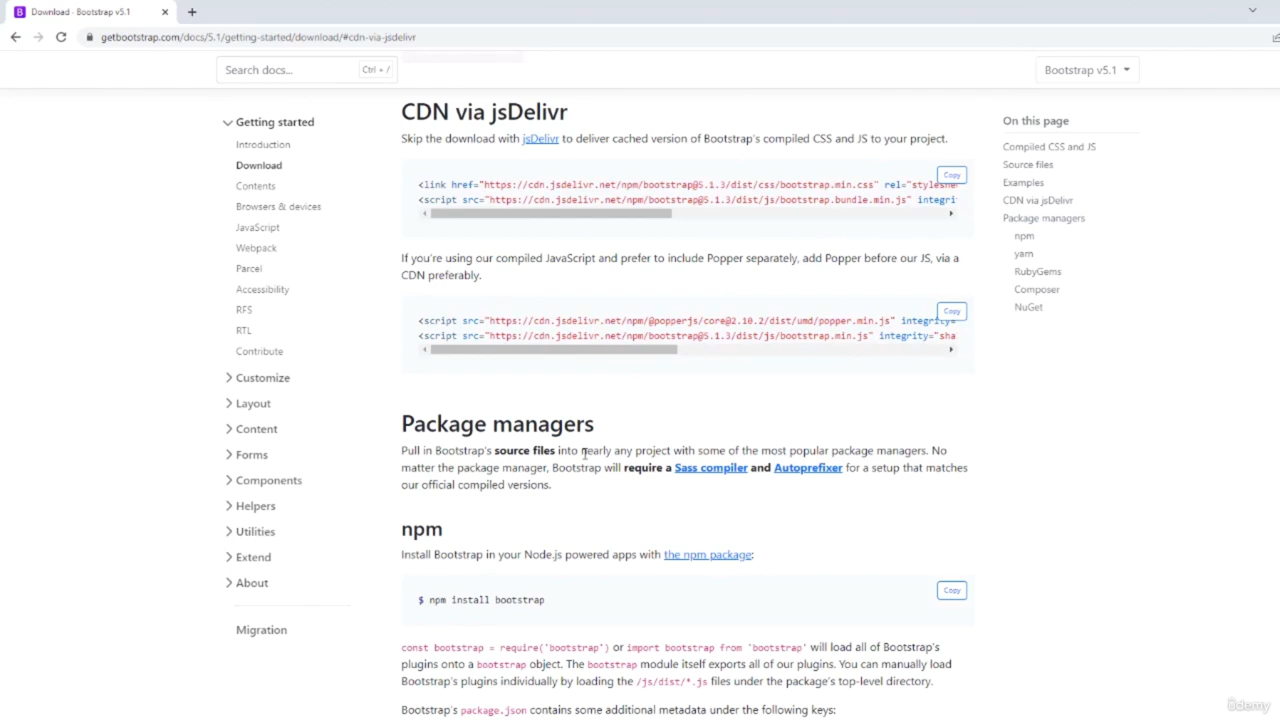 Download · Bootstrap v5.1
getbootstrap.com/docs/5.1/getting-started/download/#cdn-via-jsdelivr
Search docs... Ctrl + /
Bootstrap v5.1
Getting started
Introduction
Download
Contents
Browsers & devices
JavaScript
Webpack
Parcel
Accessibility
RFS
RTL
Contribute
Customize
Layout
Content
Forms
Components
Helpers
Utilities
Extend
About
Migration
CDN via jsDelivr
Skip the download with jsDelivr to deliver cached version of Bootstrap's compiled CSS and JS to your project.
Copy
<link href="https://cdn.jsdelivr.net/npm/bootstrap@5.1.3/dist/css/bootstrap.min.css" rel="styleshe
<script src="https://cdn.jsdelivr.net/npm/bootstrap@5.1.3/dist/js/bootstrap.bundle.min.js" integri
If you're using our compiled JavaScript and prefer to include Popper separately, add Popper before our JS, via a
CDN preferably.
Copy
<script src="https://cdn.jsdelivr.net/npm/@popperjs/core@2.10.2/dist/umd/popper.min.js" integrity=
<script src="https://cdn.jsdelivr.net/npm/bootstrap@5.1.3/dist/js/bootstrap.min.js" integrity="sha
Package managers
Pull in Bootstrap's source files into nearly any project with some of the most popular package managers. No
matter the package manager, Bootstrap will require a Sass compiler and Autoprefixer for a setup that matches
our official compiled versions.
npm
Install Bootstrap in your Node.js powered apps with the npm package:
Copy
$ npm install bootstrap
const bootstrap = require('bootstrap') or import bootstrap from 'bootstrap' will load all of Bootstrap's
plugins onto a bootstrap object. The bootstrap module itself exports all of our plugins. You can manually load
Bootstrap's plugins individually by loading the /js/dist/*.js files under the package's top-level directory.
Bootstrap's package.json contains some additional metadata under the following keys:
On this page
Compiled CSS and JS
Source files
Examples
CDN via jsDelivr
Package managers
npm
yarn
RubyGems
Composer
NuGet
ûdemy